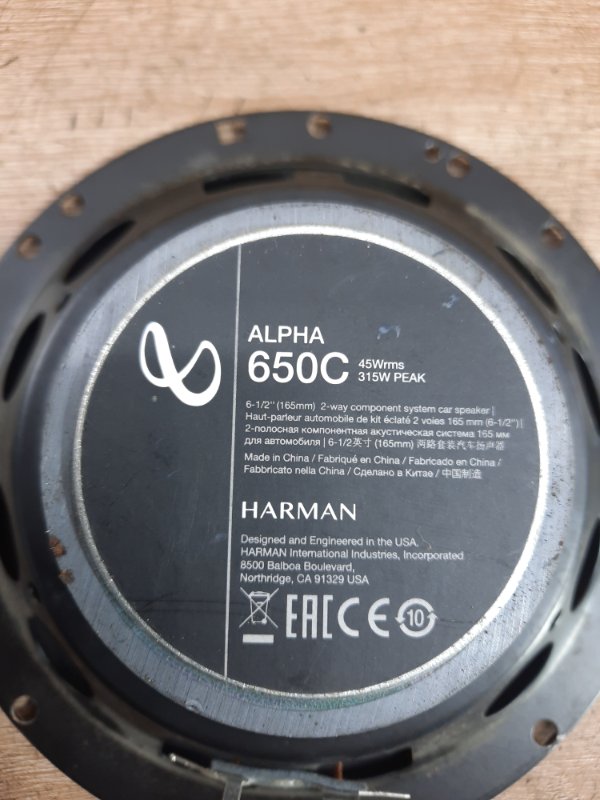 ALPHA
650C 45Wrms
315W PEAK
6-1/2'' (165mm) 2-way component system car speaker |
Haut-parleur automobile de kit éclaté 2 voies 165 mm (6-1/2") |
2-полосная компонентная акустическая система 165 мм
для автомобиля | 6-1/2英寸 (165mm) 两路套装汽车扬声器
Made in China / Fabriqué en China / Fabricado en China /
Fabbricato nella China / Сделано в Китае / 中国制造
HARMAN
Designed and Engineered in the USA.
HARMAN International Industries, Incorporated
8500 Balboa Boulevard,
Northridge, CA 91329 USA
EAC CE 10